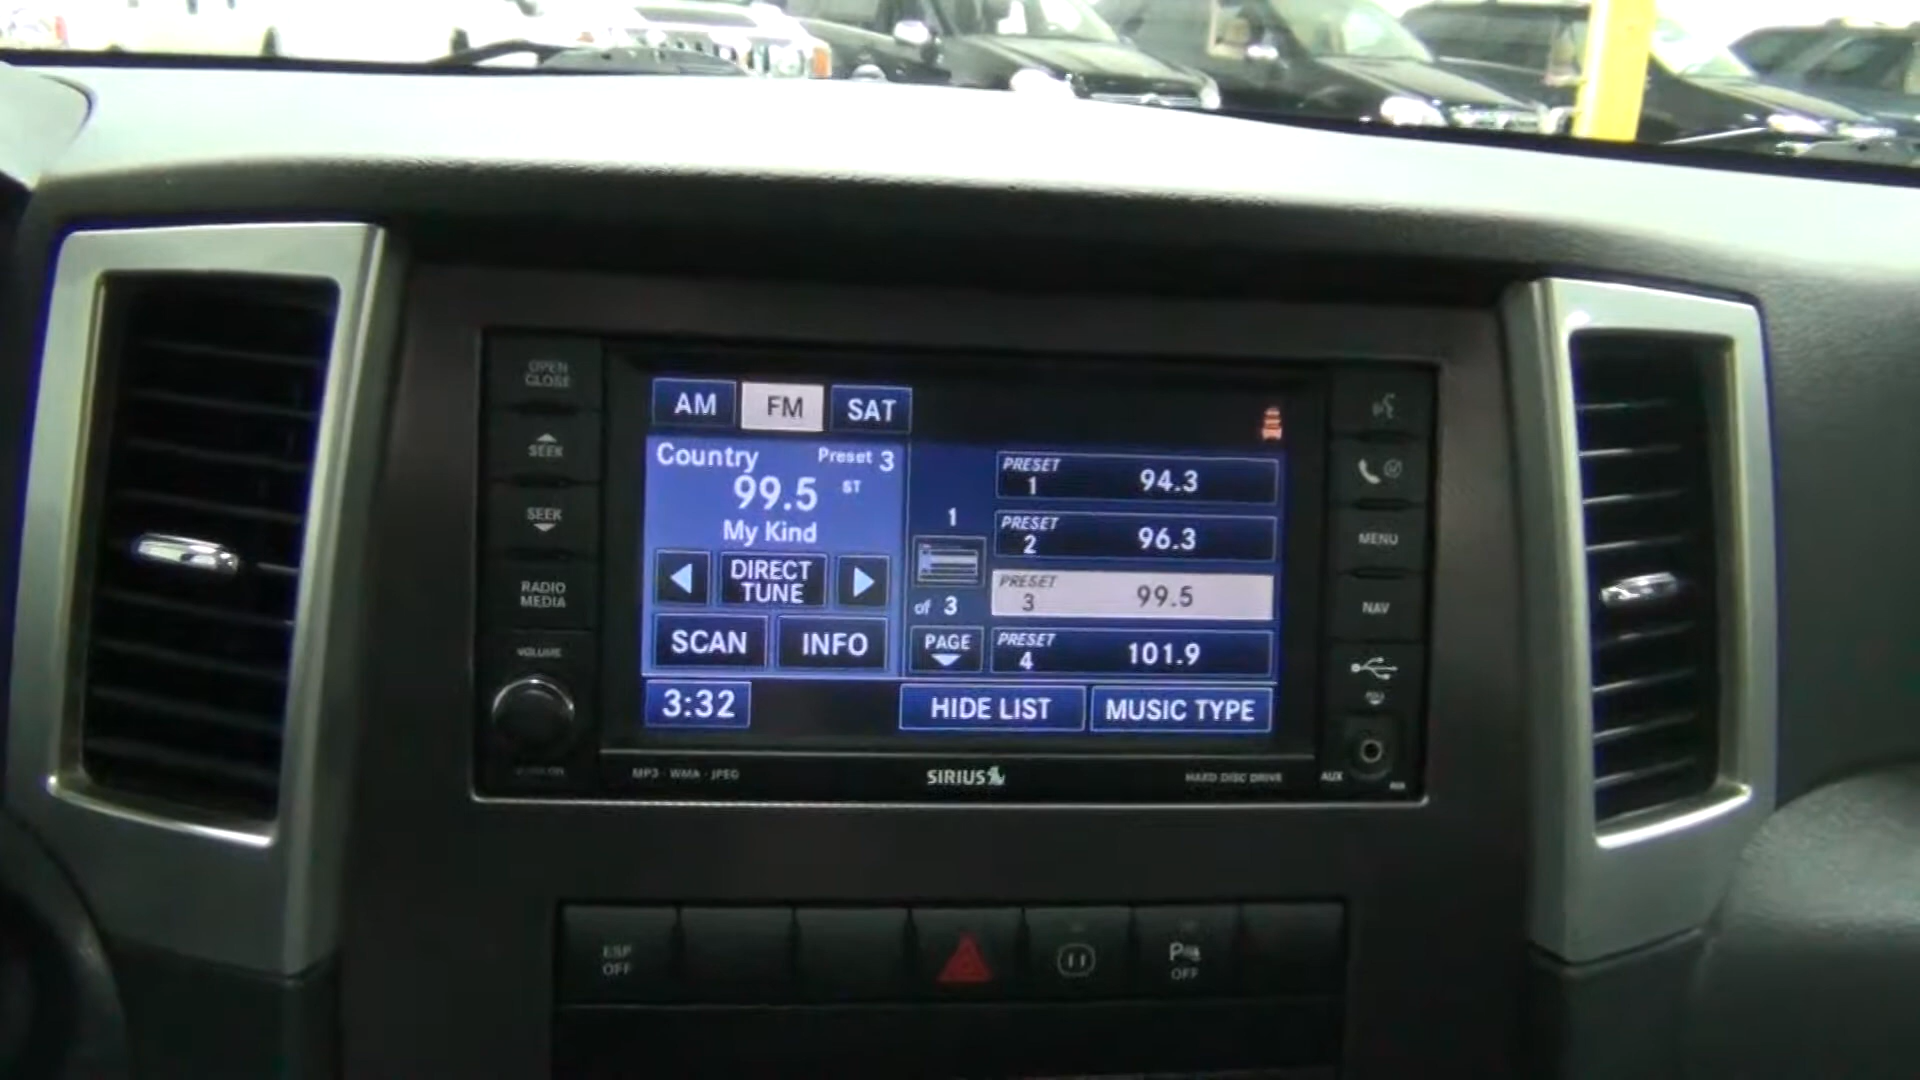 OPEN
CLOSE
SEEK
SEEK
RADIO
MEDIA
VOLUME
AM FM SAT
Country Preset 3
99.5 ST
My Kind
DIRECT
TUNE
SCAN INFO
3:32
1
of 3
PAGE
PRESET
1 94.3
PRESET
2 96.3
PRESET
3 99.5
PRESET
4 101.9
HIDE LIST MUSIC TYPE
MENU
NAV
MP3 · WMA · JPEG
SIRIUS
HARD DISC DRIVE
AUX
ESP
OFF
P
OFF